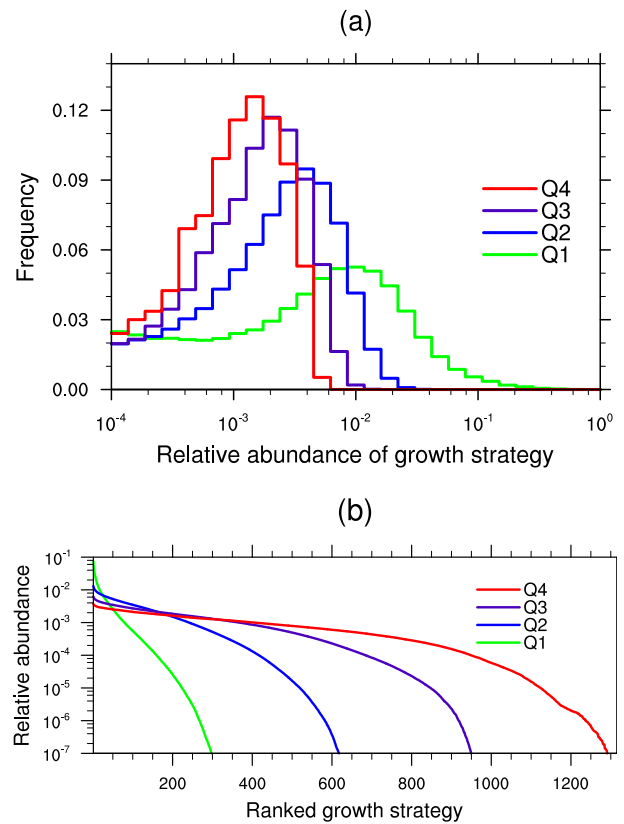 (a)
Frequency
0.12
0.09
0.06
0.03
0.00
Q4
Q3
Q2
Q1
10^-4 10^-3 10^-2 10^-1 10^0
Relative abundance of growth strategy
(b)
Relative abundance
10^-1
10^-2
10^-3
10^-4
10^-5
10^-6
10^-7
Q4
Q3
Q2
Q1
200 400 600 800 1000 1200
Ranked growth strategy